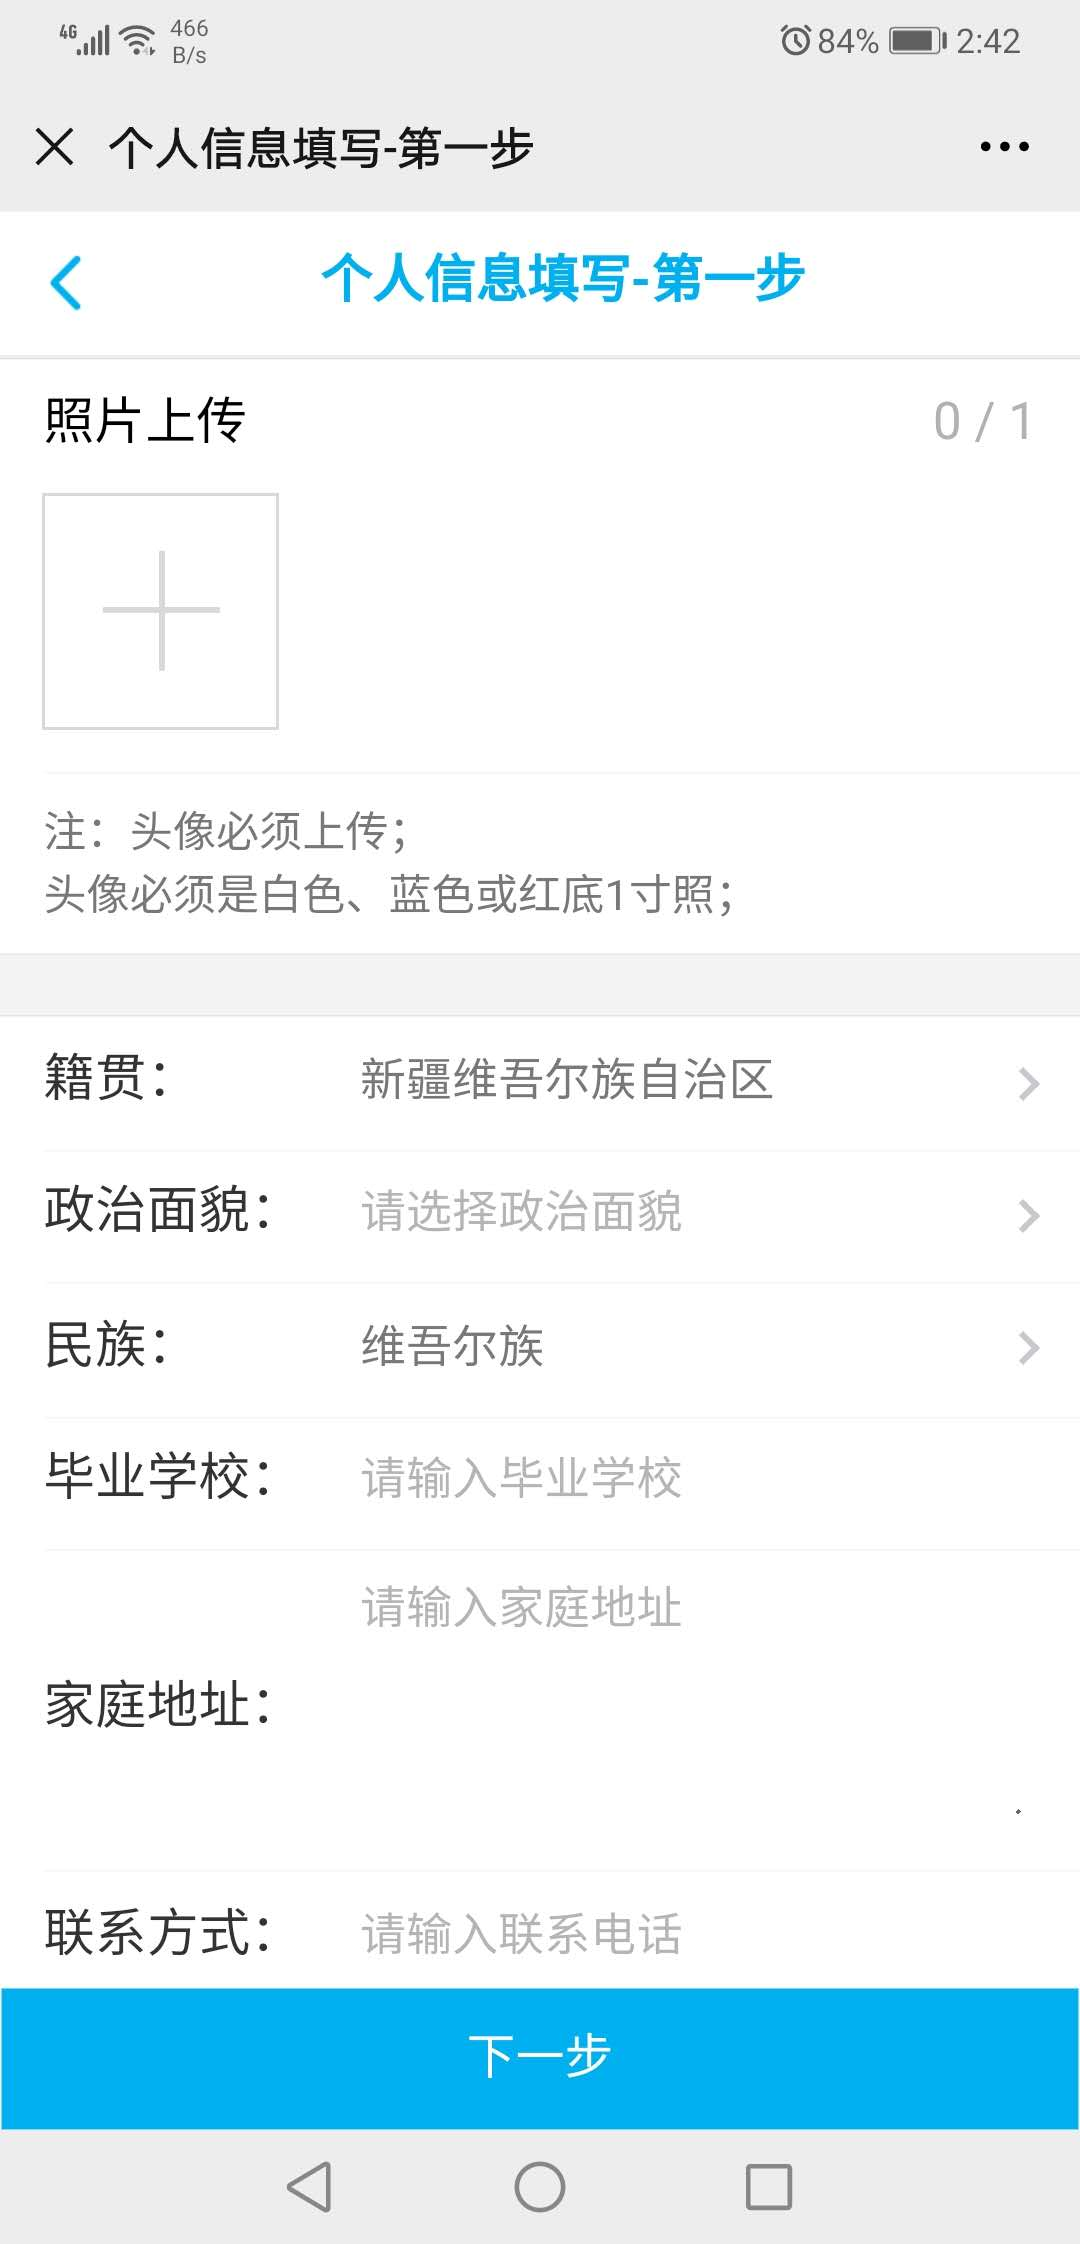 4G 466 B/s 84% 2:42
个人信息填写-第一步
个人信息填写-第一步
照片上传 0 / 1
注：头像必须上传；
头像必须是白色、蓝色或红底1寸照；
籍贯： 新疆维吾尔族自治区
政治面貌： 请选择政治面貌
民族： 维吾尔族
毕业学校： 请输入毕业学校
请输入家庭地址
家庭地址：
联系方式： 请输入联系电话
下一步